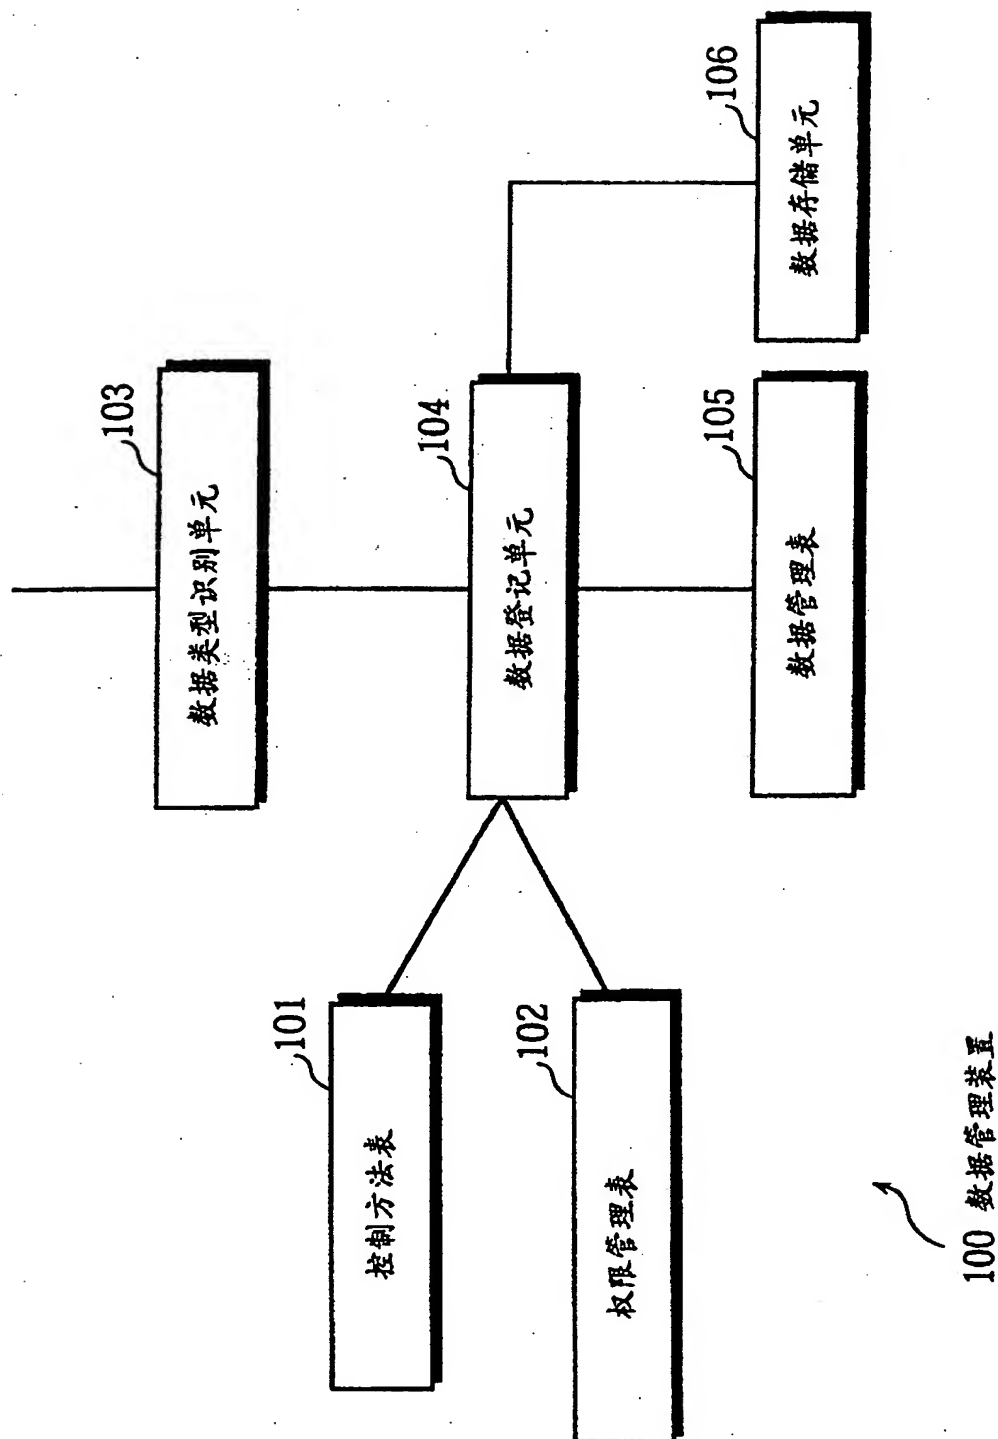 103
数据类型识别单元
101
控制方法表
104
数据登记单元
102
权限管理表
105
数据管理表
106
数据存储单元
100 数据管理装置